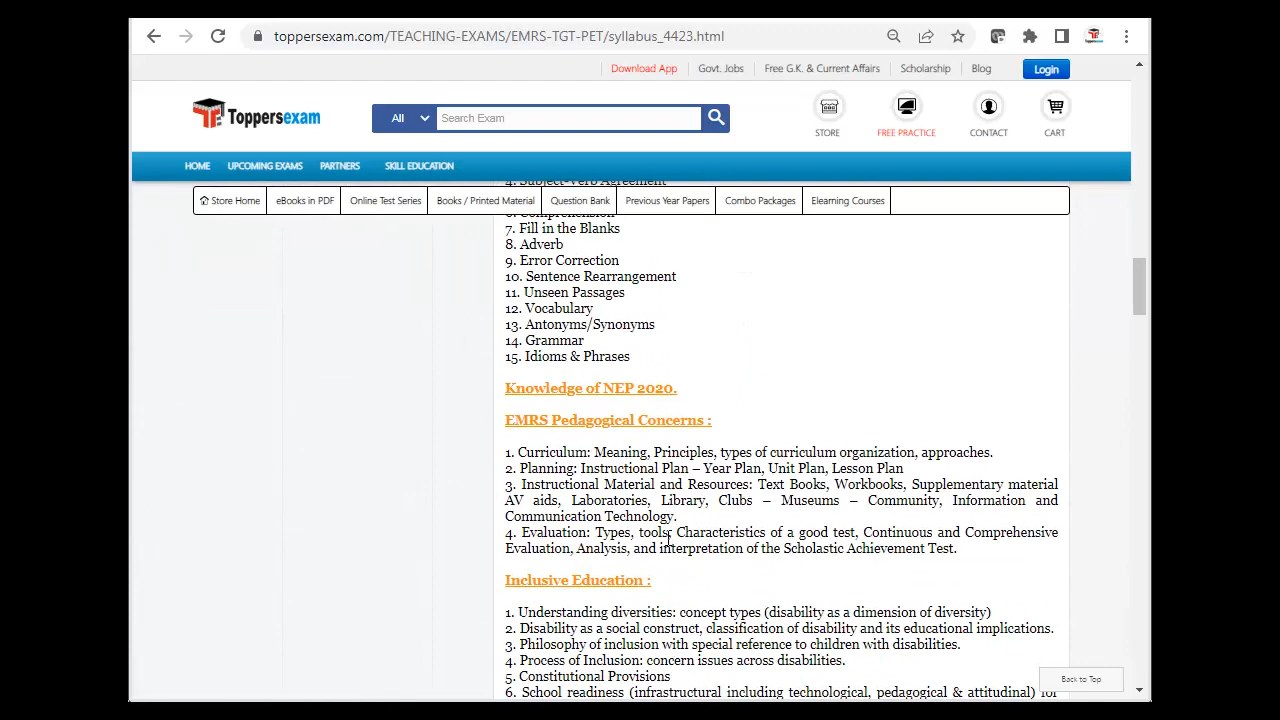 toppersexam.com/TEACHING-EXAMS/EMRS-TGT-PET/syllabus_4423.html
Download App
Govt. Jobs
Free G.K. & Current Affairs
Scholarship
Blog
Login
Toppersexam
All
Search Exam
STORE
FREE PRACTICE
CONTACT
CART
HOME
UPCOMING EXAMS
PARTNERS
SKILL EDUCATION
4. Subject-Verb Agreement
Store Home
eBooks in PDF
Online Test Series
Books / Printed Material
Question Bank
Previous Year Papers
Combo Packages
Elearning Courses
6. Comprehension
7. Fill in the Blanks
8. Adverb
9. Error Correction
10. Sentence Rearrangement
11. Unseen Passages
12. Vocabulary
13. Antonyms/Synonyms
14. Grammar
15. Idioms & Phrases
Knowledge of NEP 2020.
EMRS Pedagogical Concerns :
1. Curriculum: Meaning, Principles, types of curriculum organization, approaches.
2. Planning: Instructional Plan – Year Plan, Unit Plan, Lesson Plan
3. Instructional Material and Resources: Text Books, Workbooks, Supplementary material
AV aids, Laboratories, Library, Clubs – Museums – Community, Information and
Communication Technology.
4. Evaluation: Types, tools, Characteristics of a good test, Continuous and Comprehensive
Evaluation, Analysis, and interpretation of the Scholastic Achievement Test.
Inclusive Education :
1. Understanding diversities: concept types (disability as a dimension of diversity)
2. Disability as a social construct, classification of disability and its educational implications.
3. Philosophy of inclusion with special reference to children with disabilities.
4. Process of Inclusion: concern issues across disabilities.
5. Constitutional Provisions
6. School readiness (infrastructural including technological, pedagogical & attitudinal) for
Back to Top